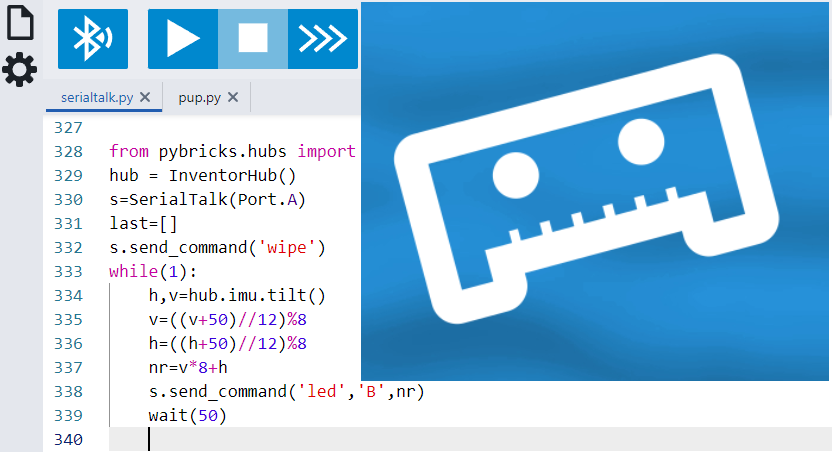 serialtalk.py
pup.py
327
328 from pybricks.hubs import
329 hub = InventorHub()
330 s=SerialTalk(Port.A)
331 last=[]
332 s.send_command('wipe')
333 while(1):
334 h,v=hub.imu.tilt()
335 v=((v+50)//12)%8
336 h=((h+50)//12)%8
337 nr=v*8+h
338 s.send_command('led','B',nr)
339 wait(50)
340